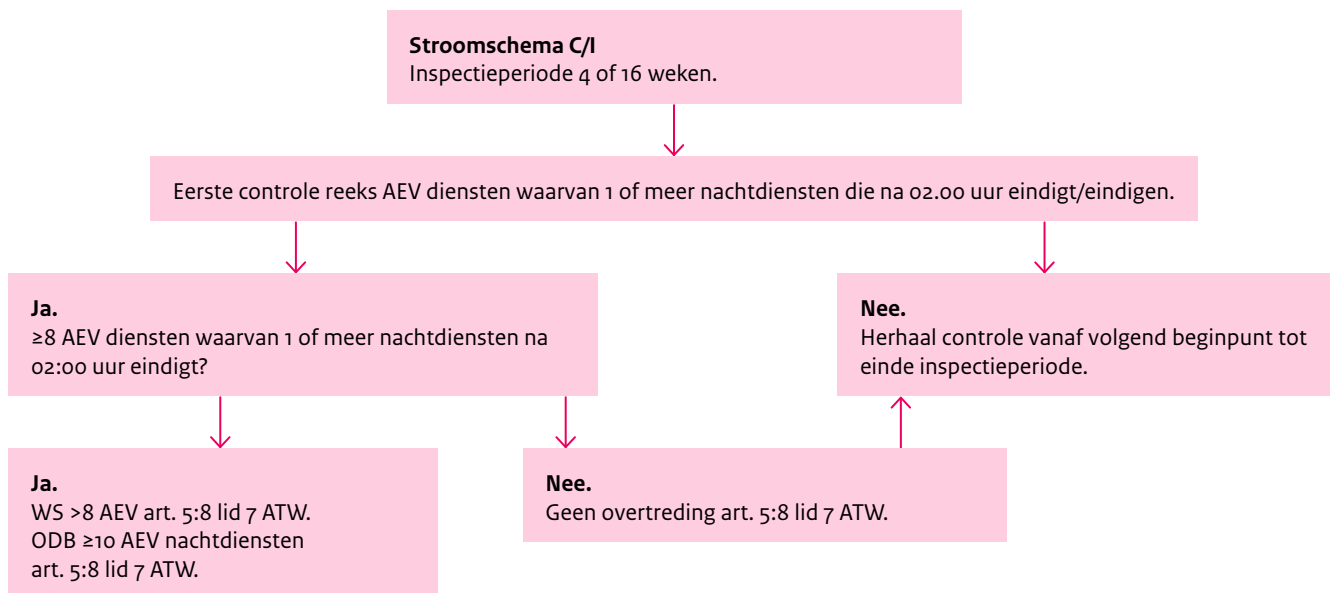 Stroomschema C/I
Inspectieperiode 4 of 16 weken.
Eerste controle reeks AEV diensten waarvan 1 of meer nachtdiensten die na 02.00 uur eindigt/eindigen.
Ja.
≥8 AEV diensten waarvan 1 of meer nachtdiensten na
02:00 uur eindigt?
Nee.
Herhaal controle vanaf volgend beginpunt tot
einde inspectieperiode.
Ja.
WS >8 AEV art. 5:8 lid 7 ATW.
ODB ≥10 AEV nachtdiensten
art. 5:8 lid 7 ATW.
Nee.
Geen overtreding art. 5:8 lid 7 ATW.